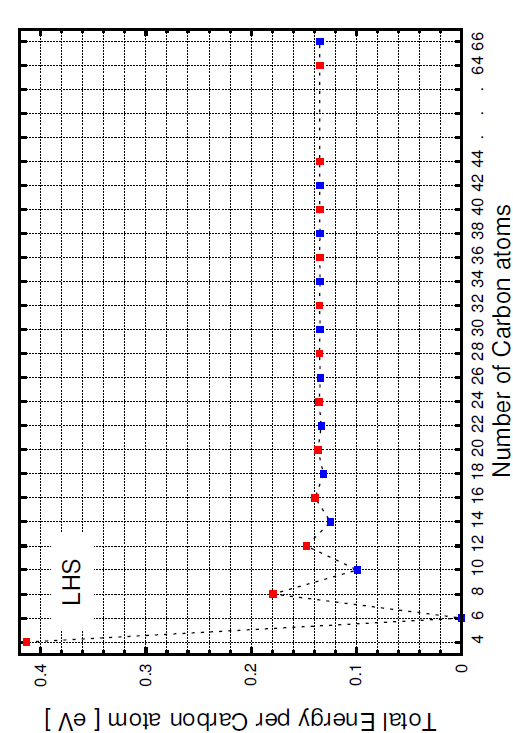 LHS
0.4
0.3
0.2
0.1
0
Total Energy per Carbon atom [ eV ]
4 6 8 10 12 14 16 18 20 22 24 26 28 30 32 34 36 38 40 42 44 . . . 64 66
Number of Carbon atoms